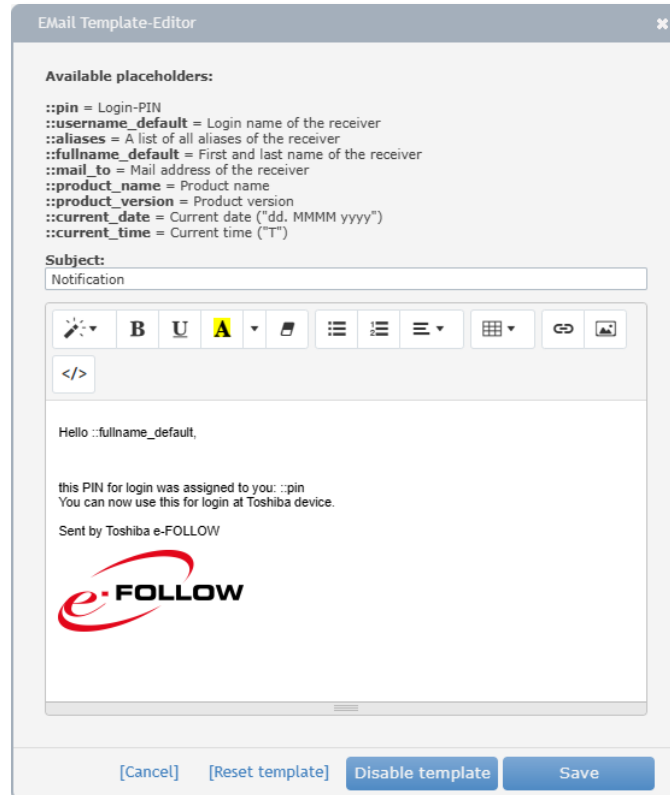 EMail Template-Editor
Available placeholders:
::pin = Login-PIN
::username_default = Login name of the receiver
::aliases = A list of all aliases of the receiver
::fullname_default = First and last name of the receiver
::mail_to = Mail address of the receiver
::product_name = Product name
::product_version = Product version
::current_date = Current date ("dd. MMMM yyyy")
::current_time = Current time ("T")
Subject:
Notification
B U A
</>
Hello ::fullname_default,
this PIN for login was assigned to you: ::pin
You can now use this for login at Toshiba device.
Sent by Toshiba e-FOLLOW
e-FOLLOW
[Cancel] [Reset template] Disable template Save